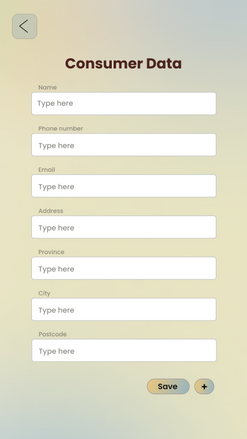 Consumer Data
Name
Type here
Phone number
Type here
Email
Type here
Address
Type here
Province
Type here
City
Type here
Postcode
Type here
Save +